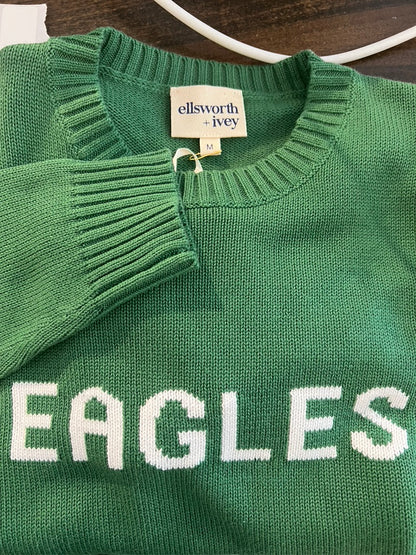 ellsworth
+ ivey
M
EAGLES